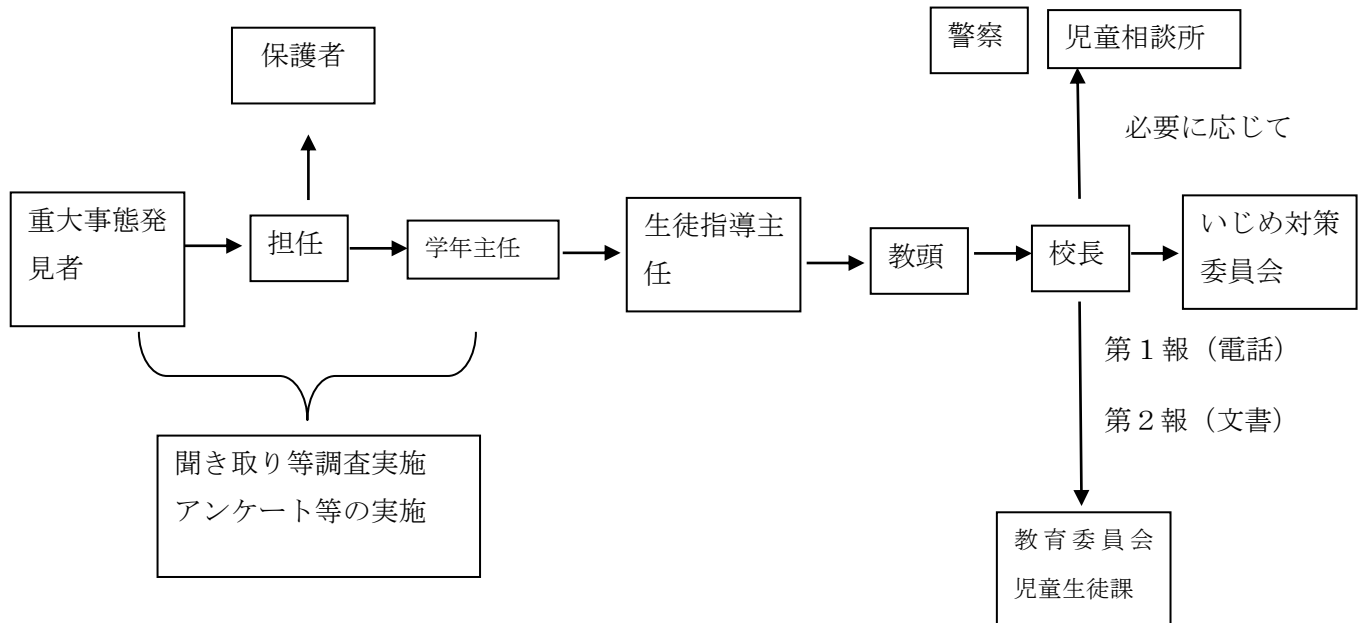 警察
児童相談所
保護者
必要に応じて
重大事態発
見者
担任
学年主任
生徒指導主
任
教頭
校長
いじめ対策
委員会
第１報（電話）
第２報（文書）
聞き取り等調査実施
アンケート等の実施
教育委員会
児童生徒課